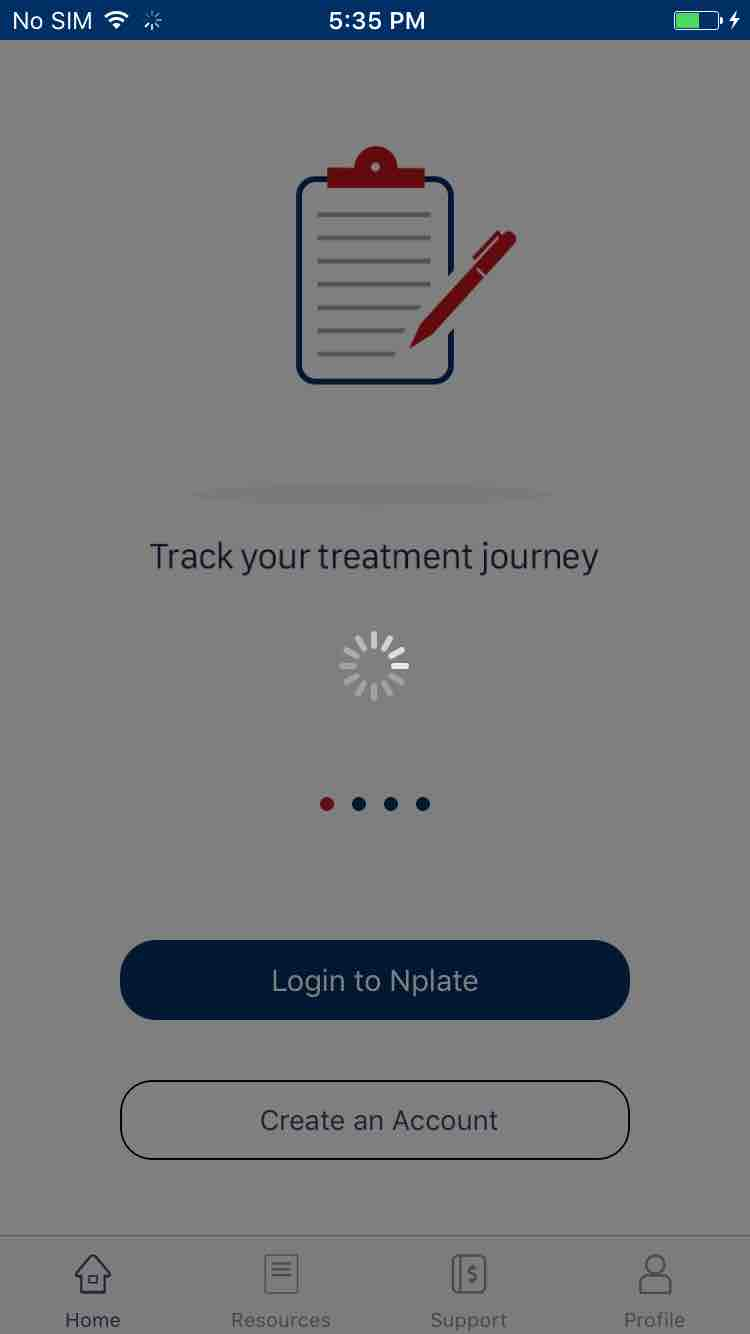 No SIM 5:35 PM
Track your treatment journey
Login to Nplate
Create an Account
Home Resources Support Profile